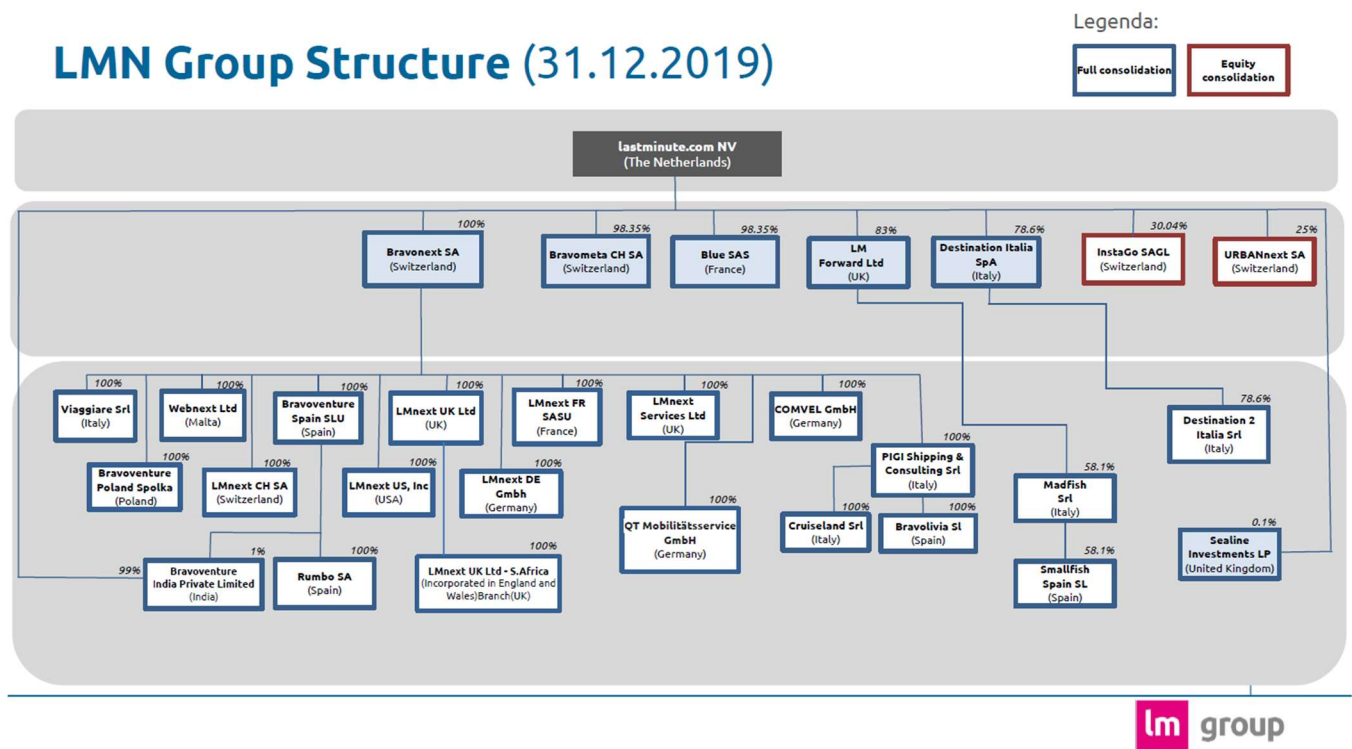 Legenda:
LMN Group Structure (31.12.2019)
Full consolidation
Equity
consolidation
lastminute.com NV
(The Netherlands)
100%
Bravonext SA
(Switzerland)
98.35%
Bravometa CH SA
(Switzerland)
98.35%
Blue SAS
(France)
83%
LM
Forward Ltd
(UK)
78.6%
Destination Italia
SpA
(Italy)
30.04%
InstaGo SAGL
(Switzerland)
25%
URBANnext SA
(Switzerland)
100%
Viaggiare Srl
(Italy)
100%
Webnext Ltd
(Malta)
100%
Bravoventure
Spain SLU
(Spain)
100%
LMnext UK Ltd
(UK)
100%
LMnext FR
SASU
(France)
100%
LMnext
Services Ltd
(UK)
100%
COMVEL GmbH
(Germany)
78.6%
Destination 2
Italia Srl
(Italy)
100%
Bravoventure
Poland Spolka
(Poland)
100%
LMnext CH SA
(Switzerland)
100%
LMnext US, Inc
(USA)
100%
LMnext DE
Gmbh
(Germany)
100%
PIGI Shipping &
Consulting Srl
(Italy)
58.1%
Madfish
Srl
(Italy)
100%
QT Mobilitätsservice
GmbH
(Germany)
100%
Cruiseland Srl
(Italy)
100%
Bravolivia Sl
(Spain)
0.1%
Sealine
Investments LP
(United Kingdom)
99%
1%
Bravoventure
India Private Limited
(India)
100%
Rumbo SA
(Spain)
100%
LMnext UK Ltd - S.Africa
(Incorporated in England and
Wales)Branch(UK)
58.1%
Smallfish
Spain SL
(Spain)
lm group